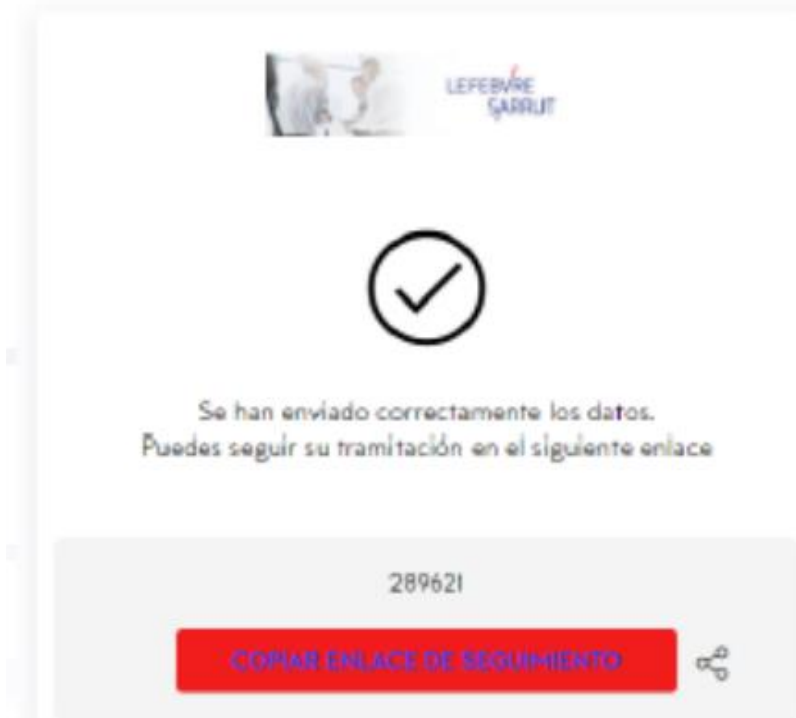 LEFEBVRE
SARRUT
Se han enviado correctamente los datos.
Puedes seguir su tramitación en el siguiente enlace
289621
COPIAR ENLACE DE SEGUIMIENTO